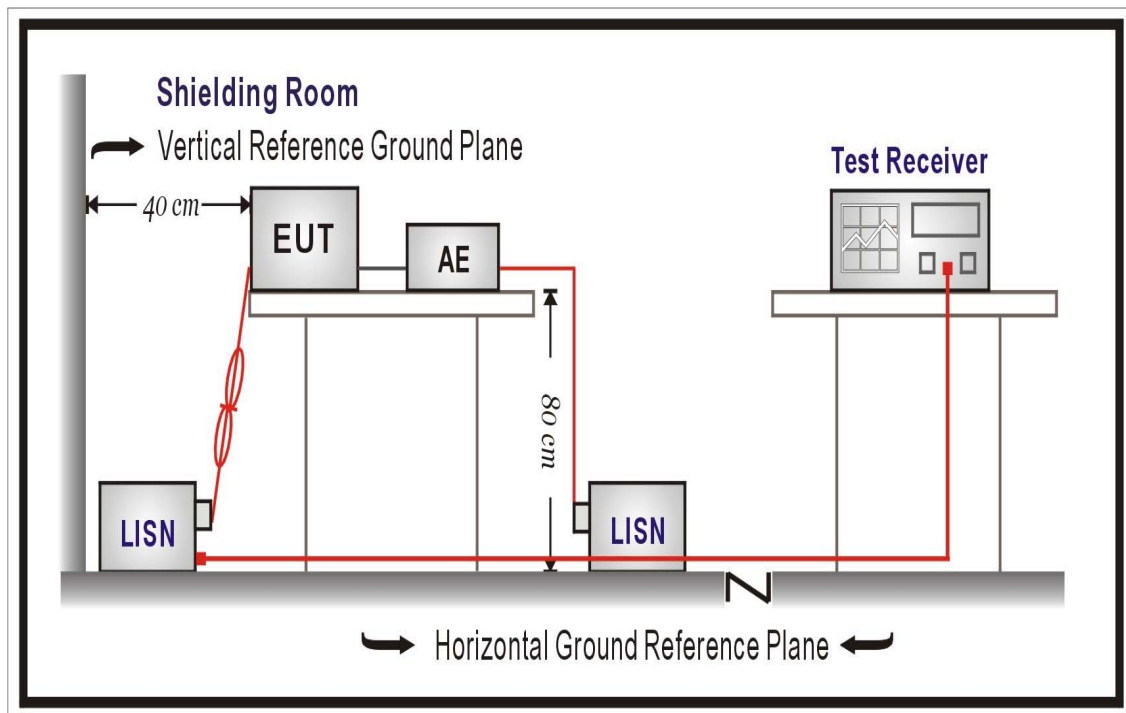 Shielding Room
Vertical Reference Ground Plane
Test Receiver
40 cm
EUT
AE
80 cm
LISN
LISN
Horizontal Ground Reference Plane